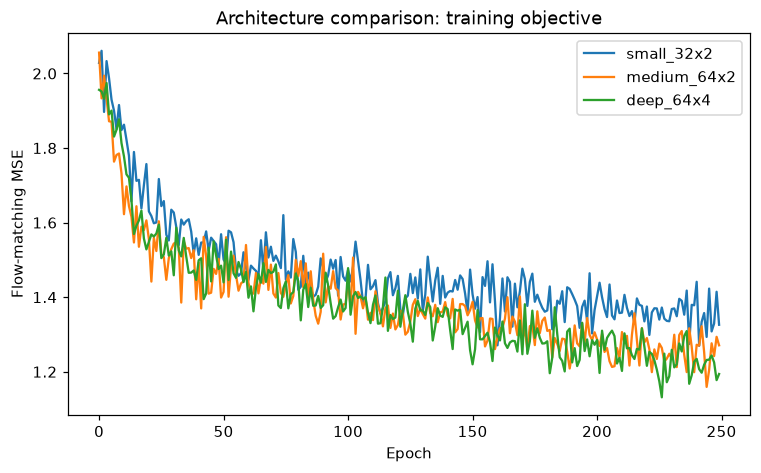 Architecture comparison: training objective
small_32x2
medium_64x2
deep_64x4
Flow-matching MSE
2.0
1.8
1.6
1.4
1.2
0 50 100 150 200 250
Epoch